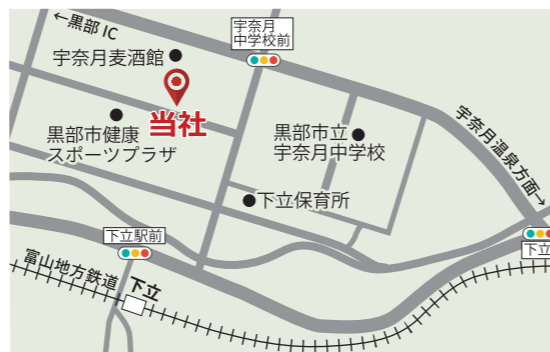 ←黒部 IC
宇奈月
中学校前
宇奈月麦酒館
当社
黒部市健康
スポーツプラザ
黒部市立
宇奈月中学校
宇奈月温泉方面→
下立保育所
下立駅前
下立
富山地方鉄道
下立